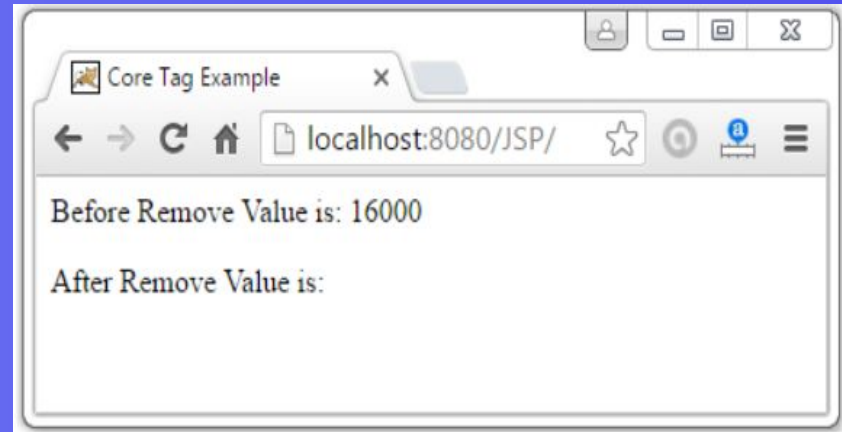 Core Tag Example
localhost:8080/JSP/
a
Before Remove Value is: 16000
After Remove Value is: